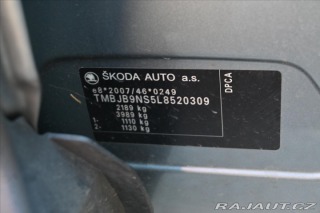 ŠKODA AUTO a.s.
e8*2007/46*0249
TMBJB9NS5L8520309
2189 kg
3989 kg
1- 1110 kg
2- 1130 kg
DPCA
RAJAUT.CZ